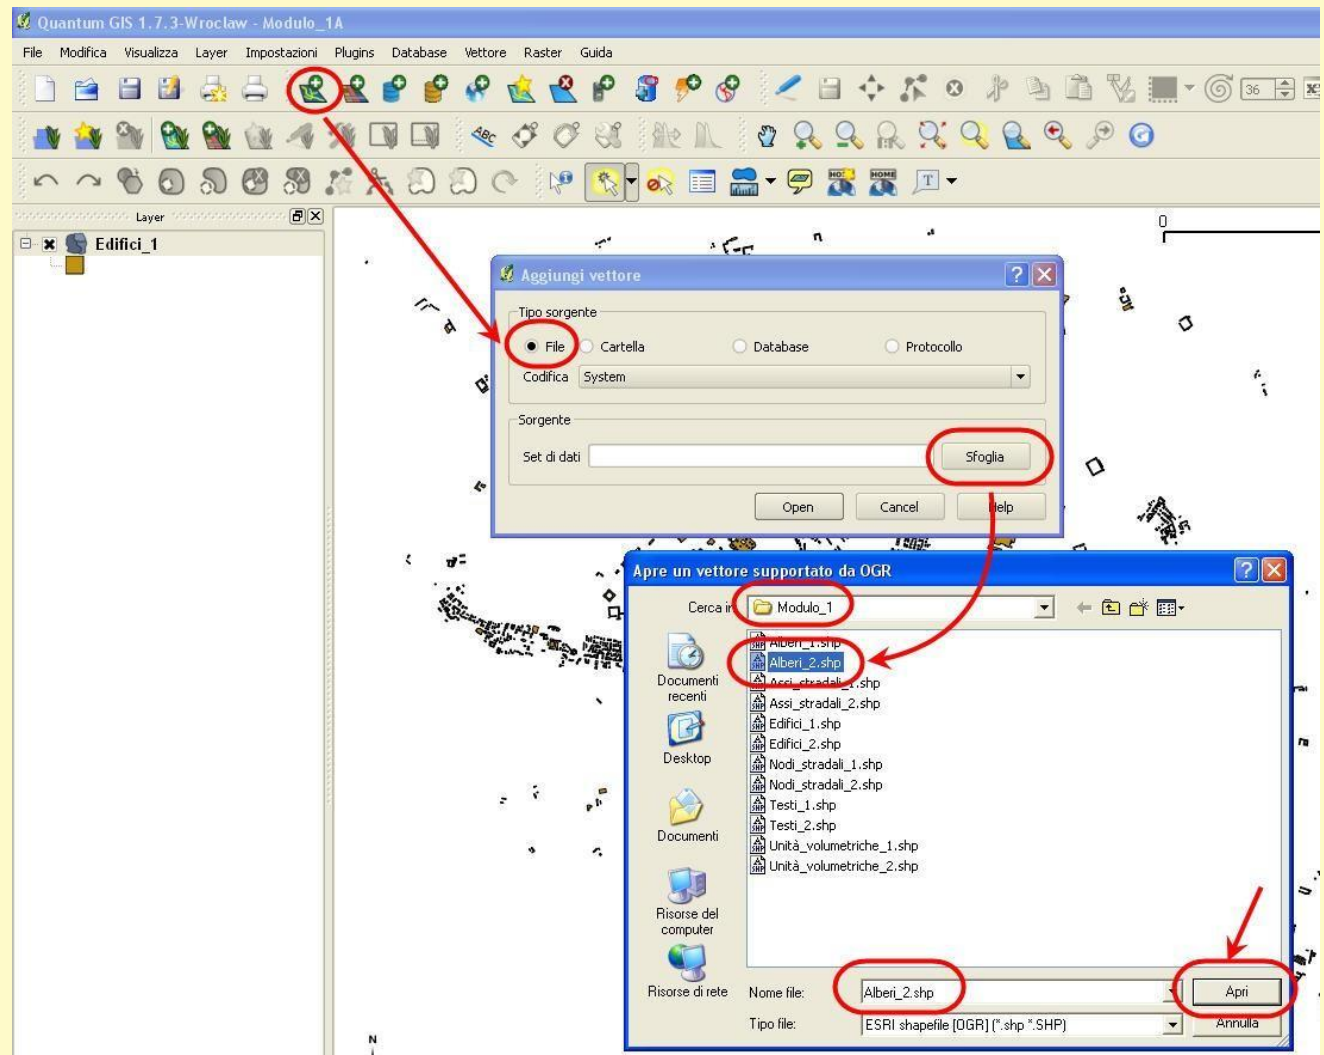 Quantum GIS 1.7.3-Wroclaw - Modulo_1A
File Modifica Visualizza Layer Impostazioni Plugins Database Vettore Raster Guida
36
ABC
HOME
T
Layer
Edifici_1
0
Aggiungi vettore
Tipo sorgente
File Cartella Database Protocollo
Codifica System
Sorgente
Set di dati Sfoglia
Open Cancel Help
Apre un vettore supportato da OGR
Cerca in: Modulo_1
Alberi_1.shp
Alberi_2.shp
Assi_stradali_1.shp
Assi_stradali_2.shp
Edifici_1.shp
Edifici_2.shp
Nodi_stradali_1.shp
Nodi_stradali_2.shp
Testi_1.shp
Testi_2.shp
Unità_volumetriche_1.shp
Unità_volumetriche_2.shp
Documenti recenti
Desktop
Documenti
Risorse del computer
Risorse di rete
Nome file: Alberi_2.shp Apri
Tipo file: ESRI shapefile [OGR] (*.shp *.SHP) Annulla
N